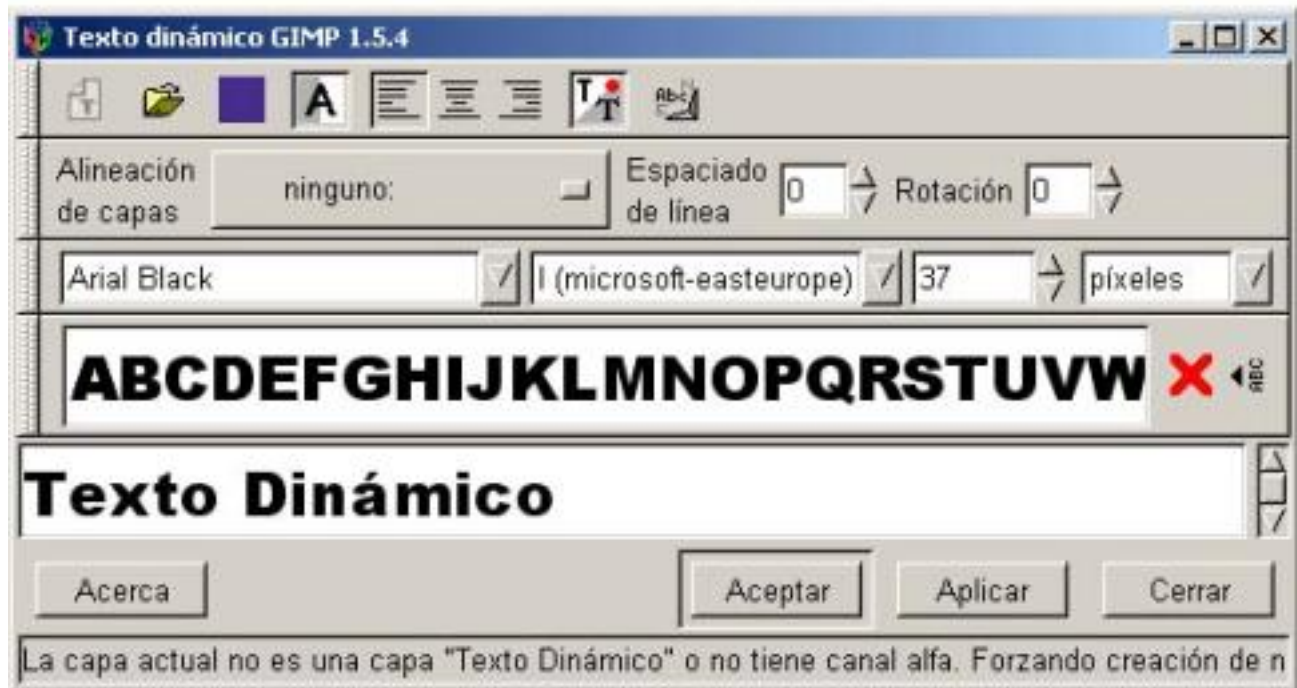 Texto dinámico GIMP 1.5.4
T A T T Abc
Alineación de capas ninguno: Espaciado de línea 0 Rotación 0
Arial Black l (microsoft-easteurope) 37 píxeles
ABCDEFGHIJKLMNOPQRSTUVW ABC
Texto Dinámico
Acerca Aceptar Aplicar Cerrar
La capa actual no es una capa "Texto Dinámico" o no tiene canal alfa. Forzando creación de n